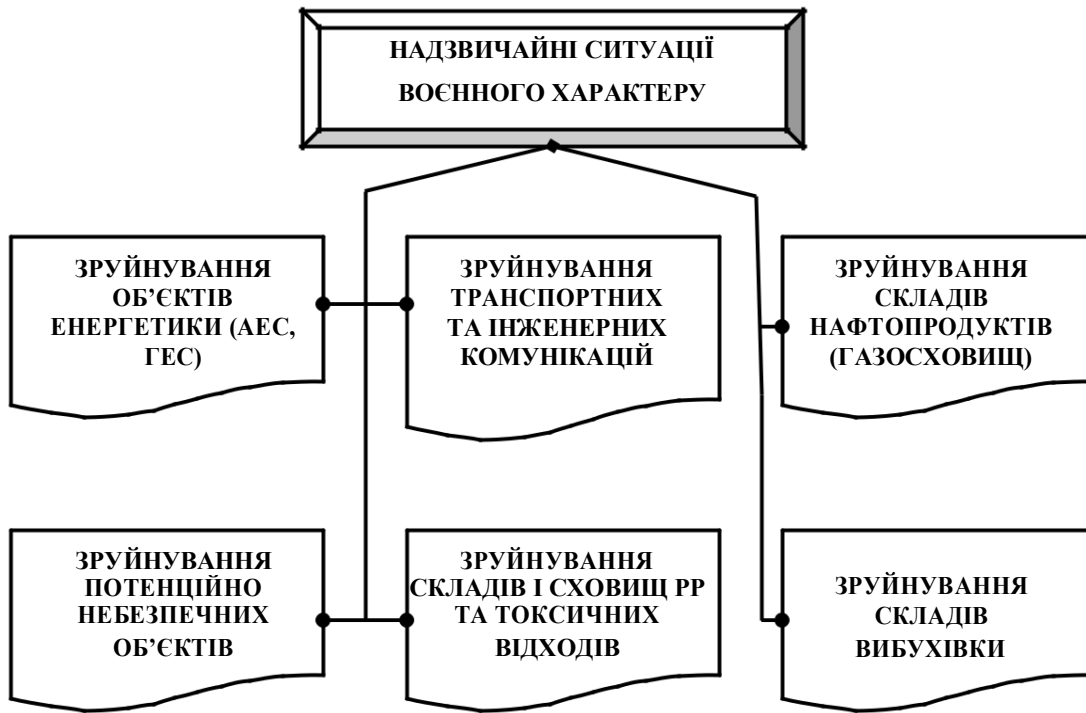 НАДЗВИЧАЙНІ СИТУАЦІЇ
ВОЄННОГО ХАРАКТЕРУ
ЗРУЙНУВАННЯ
ОБ’ЄКТІВ
ЕНЕРГЕТИКИ (АЕС,
ГЕС)
ЗРУЙНУВАННЯ
ТРАНСПОРТНИХ
ТА ІНЖЕНЕРНИХ
КОМУНІКАЦІЙ
ЗРУЙНУВАННЯ
СКЛАДІВ
НАФТОПРОДУКТІВ
(ГАЗОСХОВИЩ)
ЗРУЙНУВАННЯ
ПОТЕНЦІЙНО
НЕБЕЗПЕЧНИХ
ОБ’ЄКТІВ
ЗРУЙНУВАННЯ
СКЛАДІВ І СХОВИЩ РР
ТА ТОКСИЧНИХ
ВІДХОДІВ
ЗРУЙНУВАННЯ
СКЛАДІВ
ВИБУХІВКИ